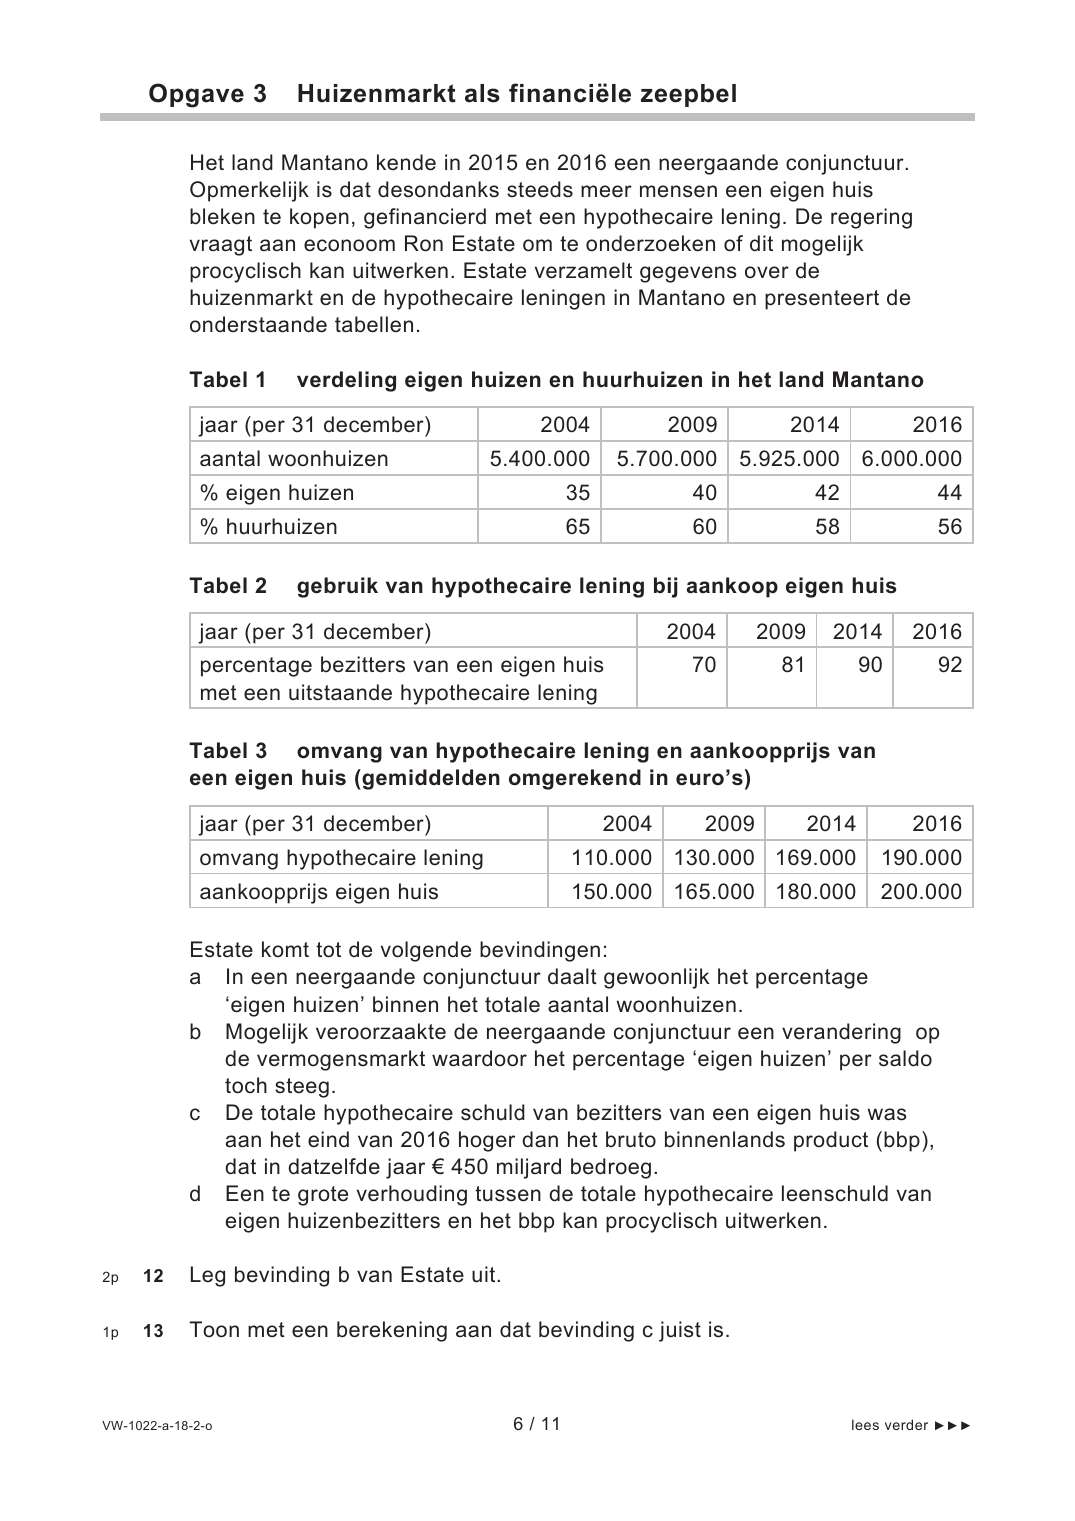 Opgave 3 Huizenmarkt als financiële zeepbel
Het land Mantano kende in 2015 en 2016 een neergaande conjunctuur.
Opmerkelijk is dat desondanks steeds meer mensen een eigen huis
bleken te kopen, gefinancierd met een hypothecaire lening. De regering
vraagt aan econoom Ron Estate om te onderzoeken of dit mogelijk
procyclisch kan uitwerken. Estate verzamelt gegevens over de
huizenmarkt en de hypothecaire leningen in Mantano en presenteert de
onderstaande tabellen.
Tabel 1 verdeling eigen huizen en huurhuizen in het land Mantano
jaar (per 31 december) 2004 2009 2014 2016
aantal woonhuizen 5.400.000 5.700.000 5.925.000 6.000.000
% eigen huizen 35 40 42 44
% huurhuizen 65 60 58 56
Tabel 2 gebruik van hypothecaire lening bij aankoop eigen huis
jaar (per 31 december) 2004 2009 2014 2016
percentage bezitters van een eigen huis 70 81 90 92
met een uitstaande hypothecaire lening
Tabel 3 omvang van hypothecaire lening en aankoopprijs van
een eigen huis (gemiddelden omgerekend in euro’s)
jaar (per 31 december) 2004 2009 2014 2016
omvang hypothecaire lening 110.000 130.000 169.000 190.000
aankoopprijs eigen huis 150.000 165.000 180.000 200.000
Estate komt tot de volgende bevindingen:
a In een neergaande conjunctuur daalt gewoonlijk het percentage
‘eigen huizen’ binnen het totale aantal woonhuizen.
b Mogelijk veroorzaakte de neergaande conjunctuur een verandering op
de vermogensmarkt waardoor het percentage ‘eigen huizen’ per saldo
toch steeg.
c De totale hypothecaire schuld van bezitters van een eigen huis was
aan het eind van 2016 hoger dan het bruto binnenlands product (bbp),
dat in datzelfde jaar € 450 miljard bedroeg.
d Een te grote verhouding tussen de totale hypothecaire leenschuld van
eigen huizenbezitters en het bbp kan procyclisch uitwerken.
2p 12 Leg bevinding b van Estate uit.
1p 13 Toon met een berekening aan dat bevinding c juist is.
VW-1022-a-18-2-o 6 / 11 lees verder ►►►